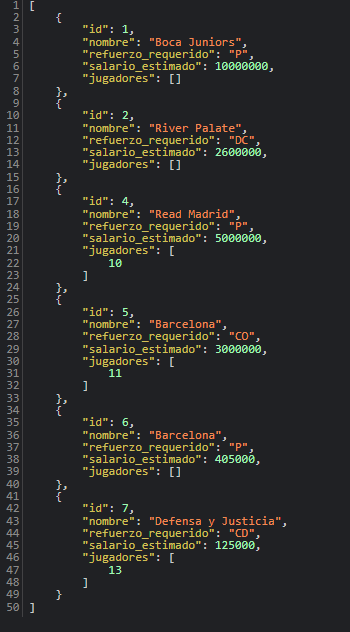 1 [
2     {
3         "id": 1,
4         "nombre": "Boca Juniors",
5         "refuerzo_requerido": "P",
6         "salario_estimado": 10000000,
7         "jugadores": []
8     },
9     {
10         "id": 2,
11         "nombre": "River Palate",
12         "refuerzo_requerido": "DC",
13         "salario_estimado": 2600000,
14         "jugadores": []
15     },
16     {
17         "id": 4,
18         "nombre": "Read Madrid",
19         "refuerzo_requerido": "P",
20         "salario_estimado": 5000000,
21         "jugadores": [
22             10
23         ]
24     },
25     {
26         "id": 5,
27         "nombre": "Barcelona",
28         "refuerzo_requerido": "CO",
29         "salario_estimado": 3000000,
30         "jugadores": [
31             11
32         ]
33     },
34     {
35         "id": 6,
36         "nombre": "Barcelona",
37         "refuerzo_requerido": "P",
38         "salario_estimado": 405000,
39         "jugadores": []
40     },
41     {
42         "id": 7,
43         "nombre": "Defensa y Justicia",
44         "refuerzo_requerido": "CD",
45         "salario_estimado": 125000,
46         "jugadores": [
47             13
48         ]
49     }
50 ]